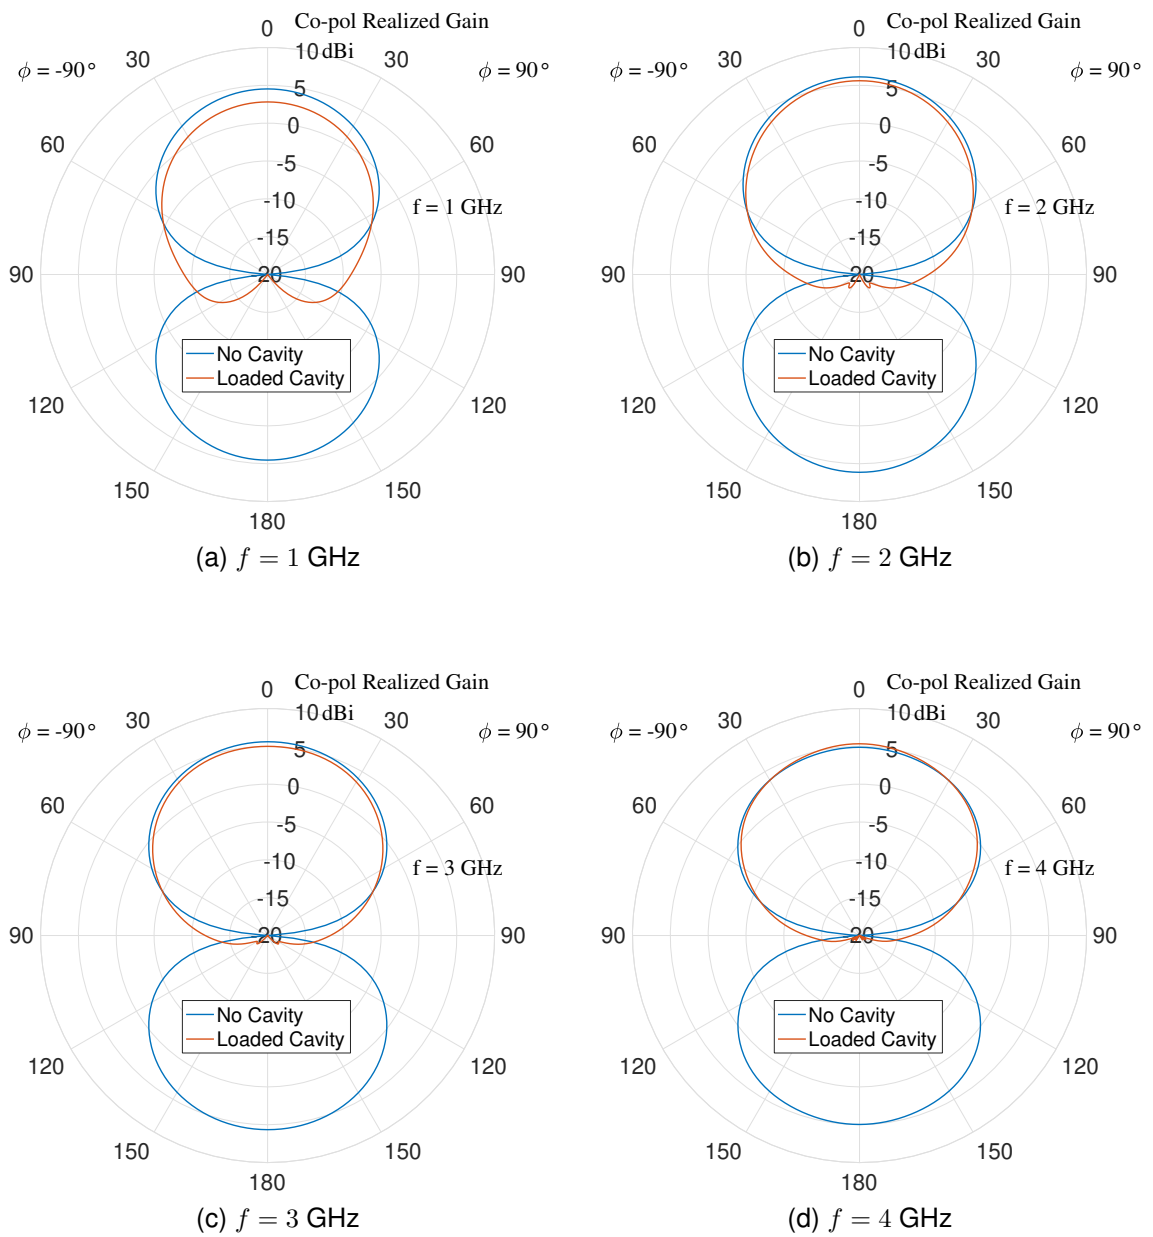 0 Co-pol Realized Gain
10 dBi
ϕ = -90° 30 30 ϕ = 90°
5
60 0 60
-5
-10
f = 1 GHz
-15
90 -20 90
No Cavity
Loaded Cavity
120 120
150 150
180
(a) f = 1 GHz
0 Co-pol Realized Gain
10 dBi
ϕ = -90° 30 30 ϕ = 90°
5
60 0 60
-5
-10
f = 2 GHz
-15
90 -20 90
No Cavity
Loaded Cavity
120 120
150 150
180
(b) f = 2 GHz
0 Co-pol Realized Gain
10 dBi
ϕ = -90° 30 30 ϕ = 90°
5
60 0 60
-5
-10
f = 3 GHz
-15
90 -20 90
No Cavity
Loaded Cavity
120 120
150 150
180
(c) f = 3 GHz
0 Co-pol Realized Gain
10 dBi
ϕ = -90° 30 30 ϕ = 90°
5
60 0 60
-5
-10
f = 4 GHz
-15
90 -20 90
No Cavity
Loaded Cavity
120 120
150 150
180
(d) f = 4 GHz